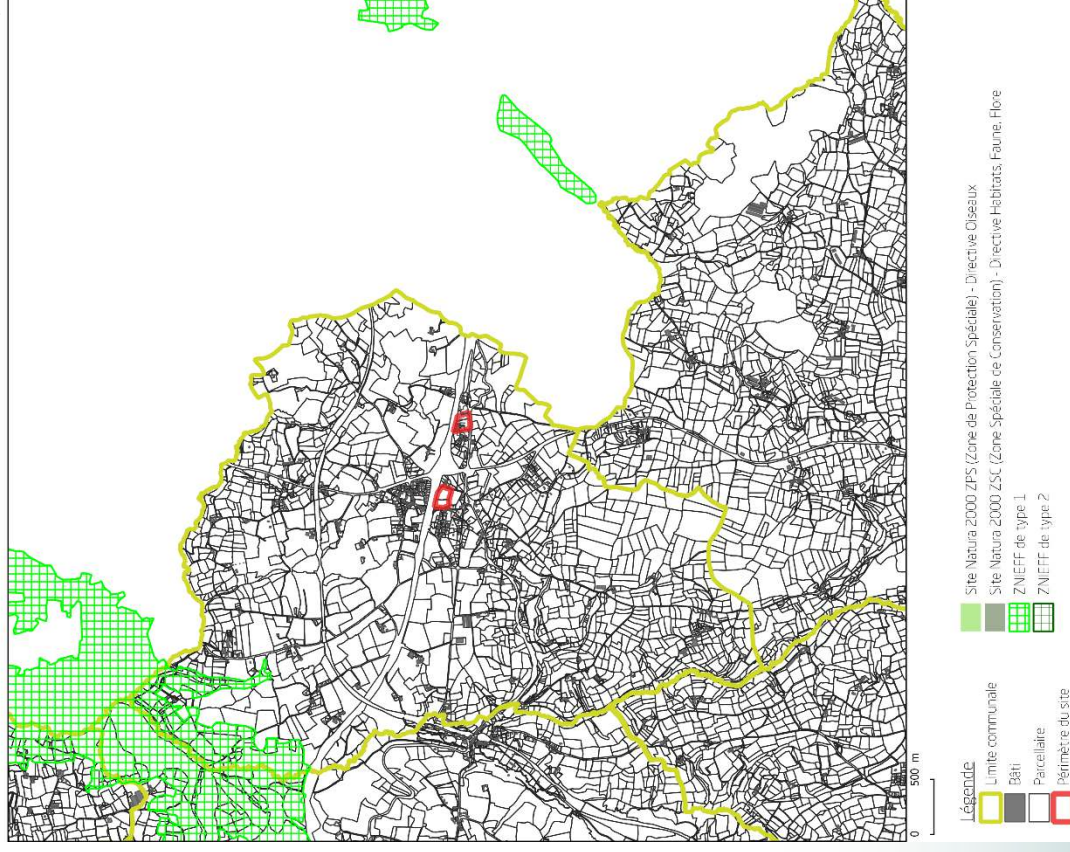 0 500 m
Légende
Limite communale
Bâti
Parcellaire
Périmètre du site
Site Natura 2000 ZPS (Zone de Protection Spéciale) - Directive Oiseaux
Site Natura 2000 ZSC (Zone Spéciale de Conservation) - Directive Habitats, Faune, Flore
ZNIEFF de type 1
ZNIEFF de type 2